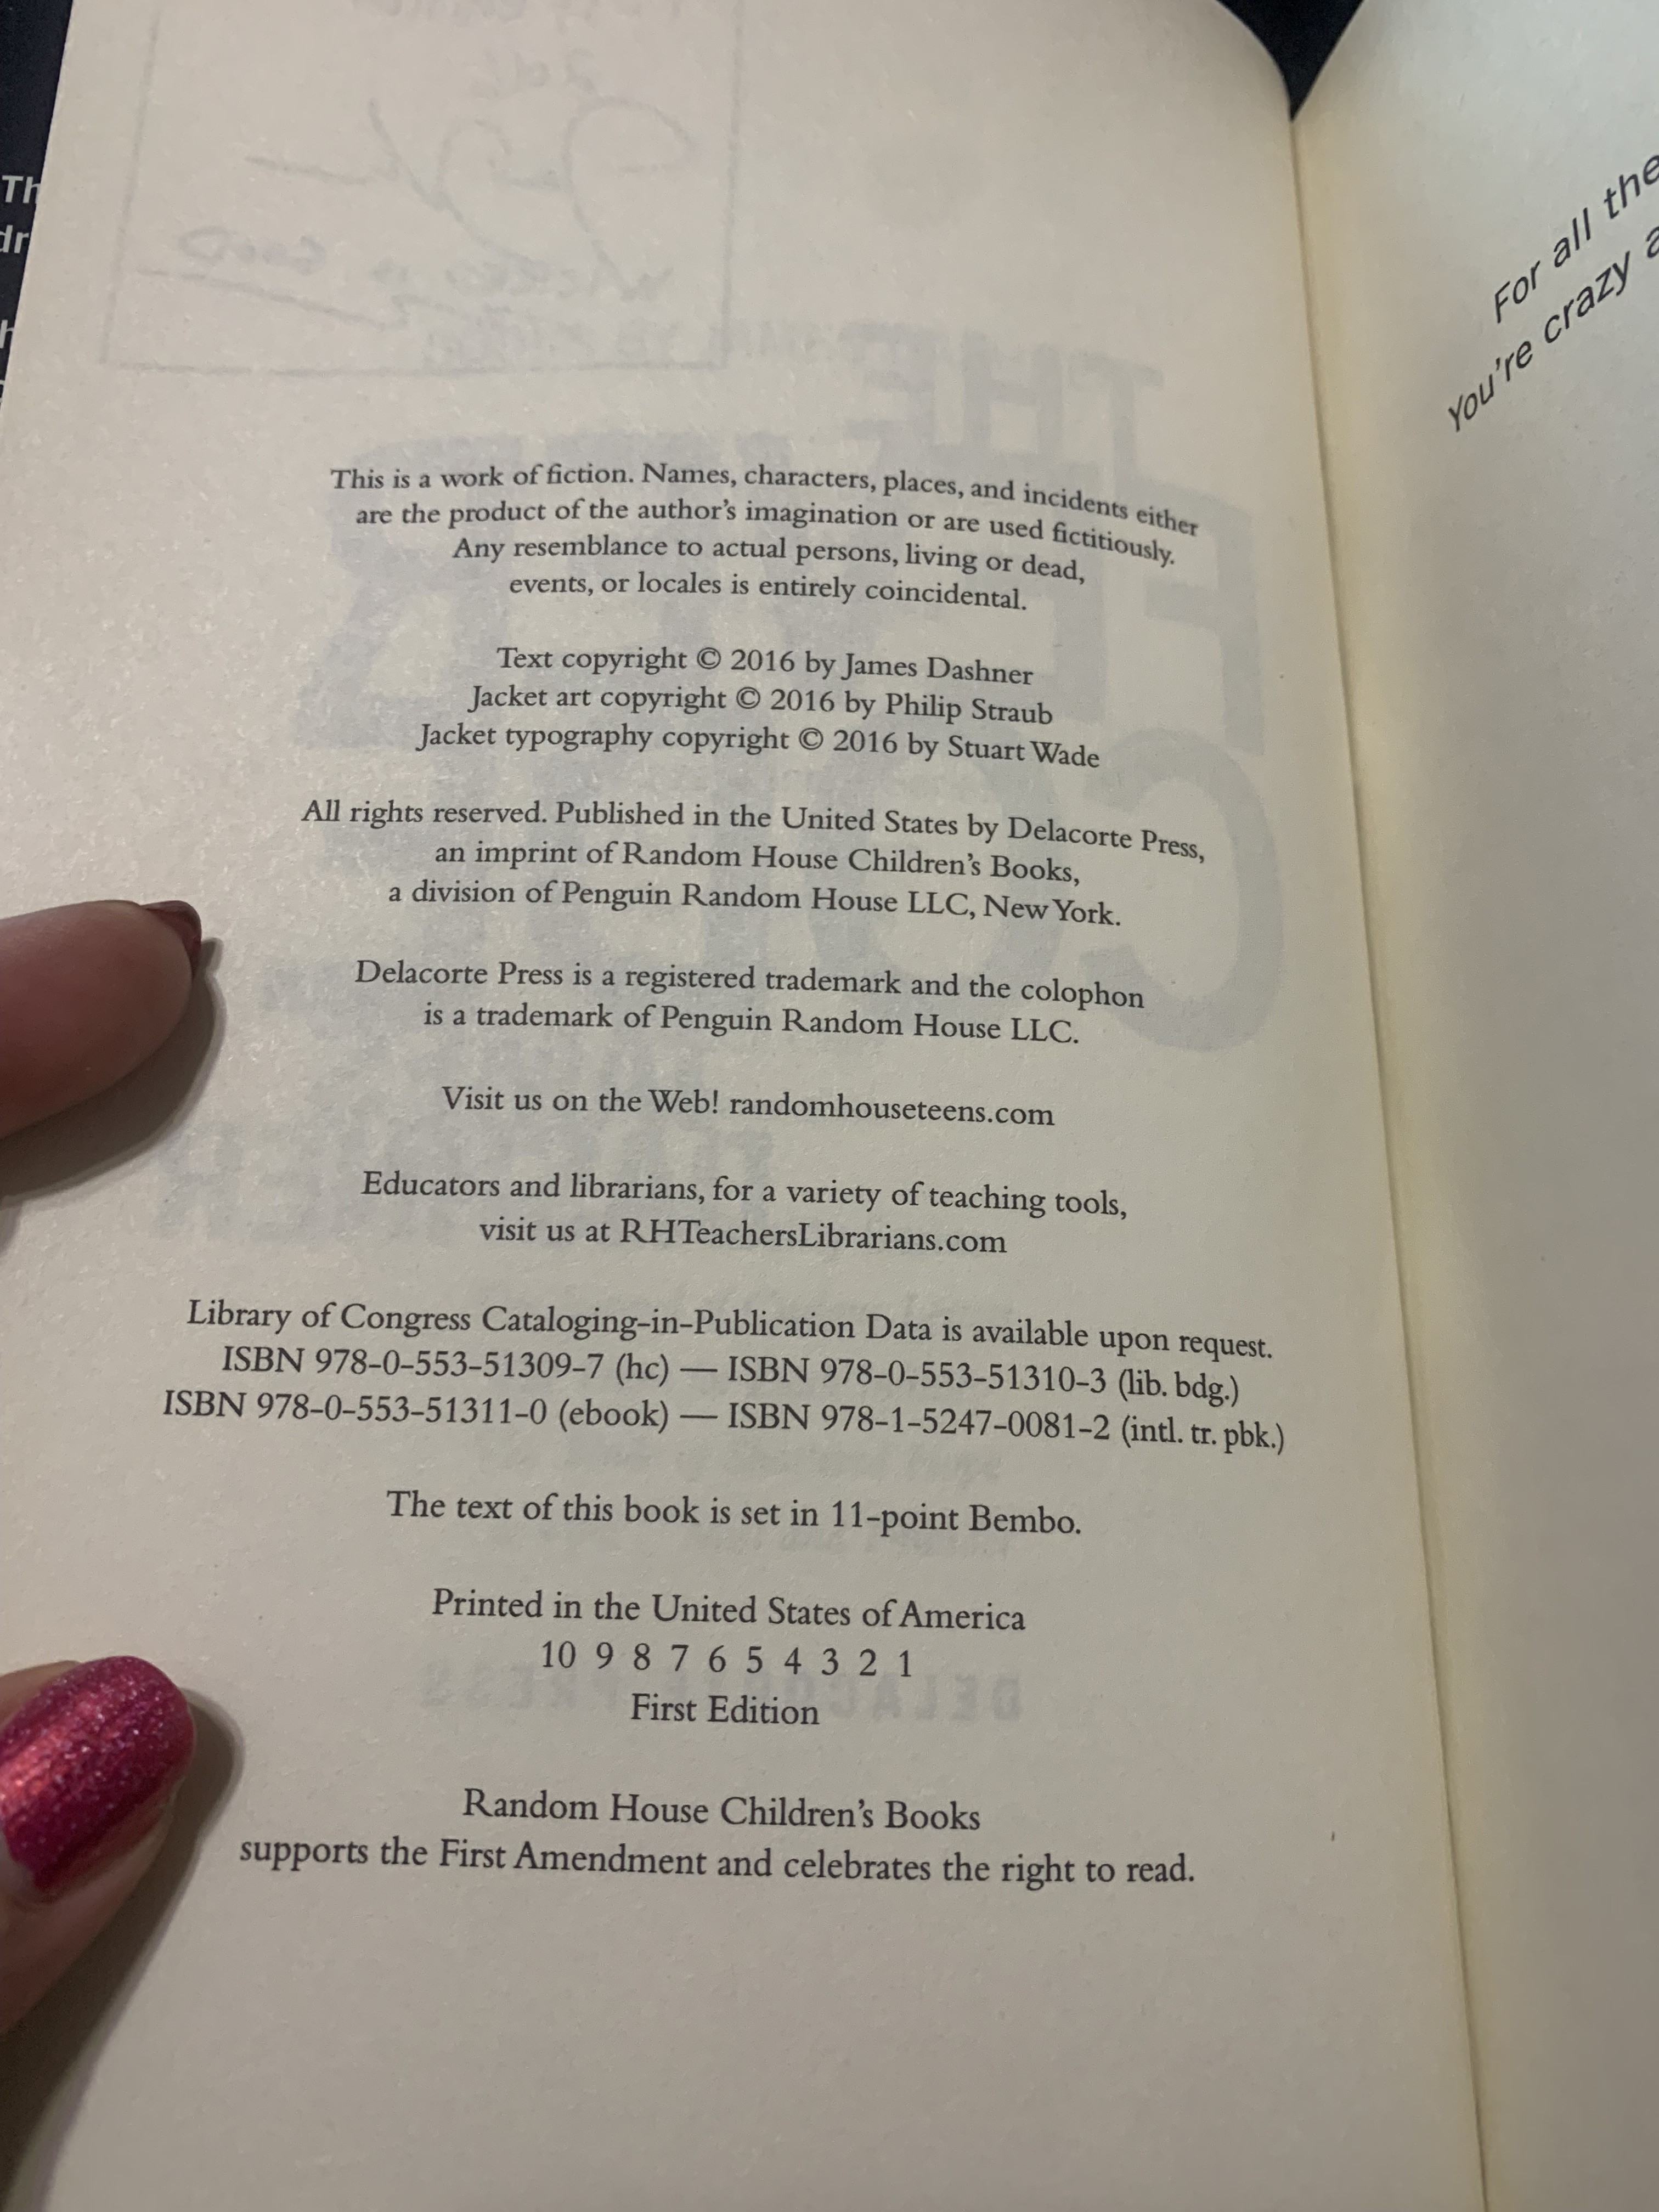 This is a work of fiction. Names, characters, places, and incidents either
are the product of the author's imagination or are used fictitiously.
Any resemblance to actual persons, living or dead,
events, or locales is entirely coincidental.
Text copyright © 2016 by James Dashner
Jacket art copyright © 2016 by Philip Straub
Jacket typography copyright © 2016 by Stuart Wade
All rights reserved. Published in the United States by Delacorte Press,
an imprint of Random House Children's Books,
a division of Penguin Random House LLC, New York.
Delacorte Press is a registered trademark and the colophon
is a trademark of Penguin Random House LLC.
Visit us on the Web! randomhouseteens.com
Educators and librarians, for a variety of teaching tools,
visit us at RHTeachersLibrarians.com
Library of Congress Cataloging-in-Publication Data is available upon request.
ISBN 978-0-553-51309-7 (hc) — ISBN 978-0-553-51310-3 (lib. bdg.)
ISBN 978-0-553-51311-0 (ebook) — ISBN 978-1-5247-0081-2 (intl. tr. pbk.)
The text of this book is set in 11-point Bembo.
Printed in the United States of America
10 9 8 7 6 5 4 3 2 1
First Edition
Random House Children's Books
supports the First Amendment and celebrates the right to read.
For all the
You're crazy a